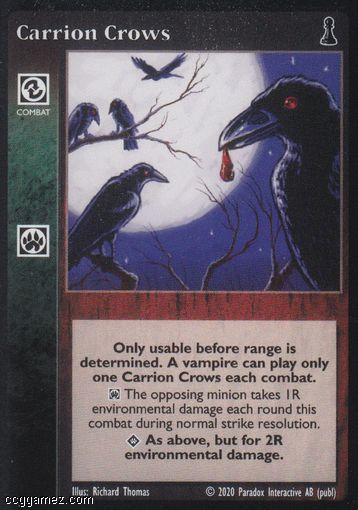 Carrion Crows
COMBAT
Only usable before range is
determined. A vampire can play only
one Carrion Crows each combat.
The opposing minion takes 1R
environmental damage each round this
combat during normal strike resolution.
As above, but for 2R
environmental damage.
Illus: Richard Thomas © 2020 Paradox Interactive AB (publ)
ccggamez.com